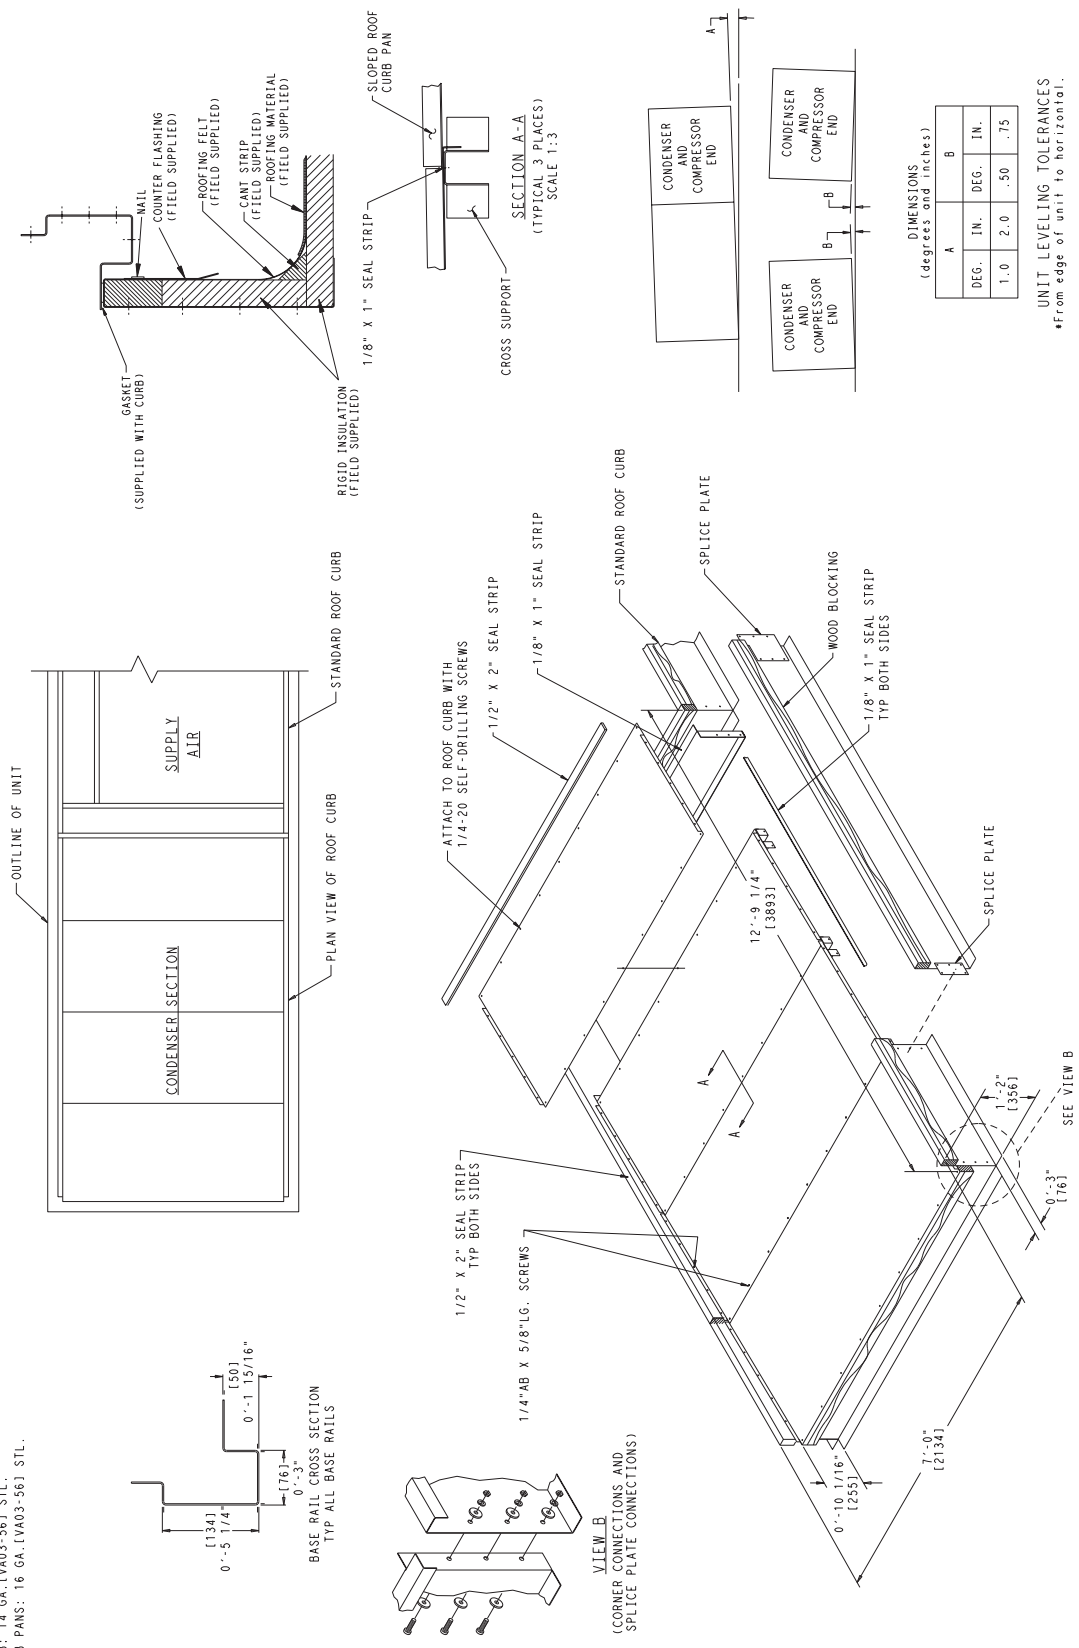 : 14 GA.[VA03-56] STL.
PANS: 16 GA.[VA03-56] STL.
[134]
0'-5 1/4"
[76]
0'-3"
[50]
0'-1 15/16"
BASE RAIL CROSS SECTION
TYP ALL BASE RAILS
OUTLINE OF UNIT
CONDENSER SECTION
SUPPLY
AIR
PLAN VIEW OF ROOF CURB
STANDARD ROOF CURB
GASKET
(SUPPLIED WITH CURB)
NAIL
COUNTER FLASHING
(FIELD SUPPLIED)
ROOFING FELT
(FIELD SUPPLIED)
CANT STRIP
(FIELD SUPPLIED)
ROOFING MATERIAL
(FIELD SUPPLIED)
RIGID INSULATION
(FIELD SUPPLIED)
1/8" X 1" SEAL STRIP
SLOPED ROOF
CURB PAN
CROSS SUPPORT
SECTION A-A
(TYPICAL 3 PLACES)
SCALE 1:3
VIEW B
(CORNER CONNECTIONS AND
SPLICE PLATE CONNECTIONS)
1/2" X 2" SEAL STRIP
TYP BOTH SIDES
1/4"AB X 5/8"LG. SCREWS
ATTACH TO ROOF CURB WITH
1/4-20 SELF-DRILLING SCREWS
1/2" X 2" SEAL STRIP
1/8" X 1" SEAL STRIP
STANDARD ROOF CURB
SPLICE PLATE
WOOD BLOCKING
1/8" X 1" SEAL STRIP
TYP BOTH SIDES
SPLICE PLATE
A
A
12'-9 1/4"
[3893]
1'-2"
[356]
SEE VIEW B
0'-3"
[76]
7'-0"
[2134]
0'-10 1/16"
[255]
A
CONDENSER
AND
COMPRESSOR
END
CONDENSER
AND
COMPRESSOR
END
B
B
CONDENSER
AND
COMPRESSOR
END
DIMENSIONS
(degrees and inches)
A B
DEG. IN. DEG. IN.
1.0 2.0 .50 .75
UNIT LEVELING TOLERANCES
*From edge of unit to horizontal.